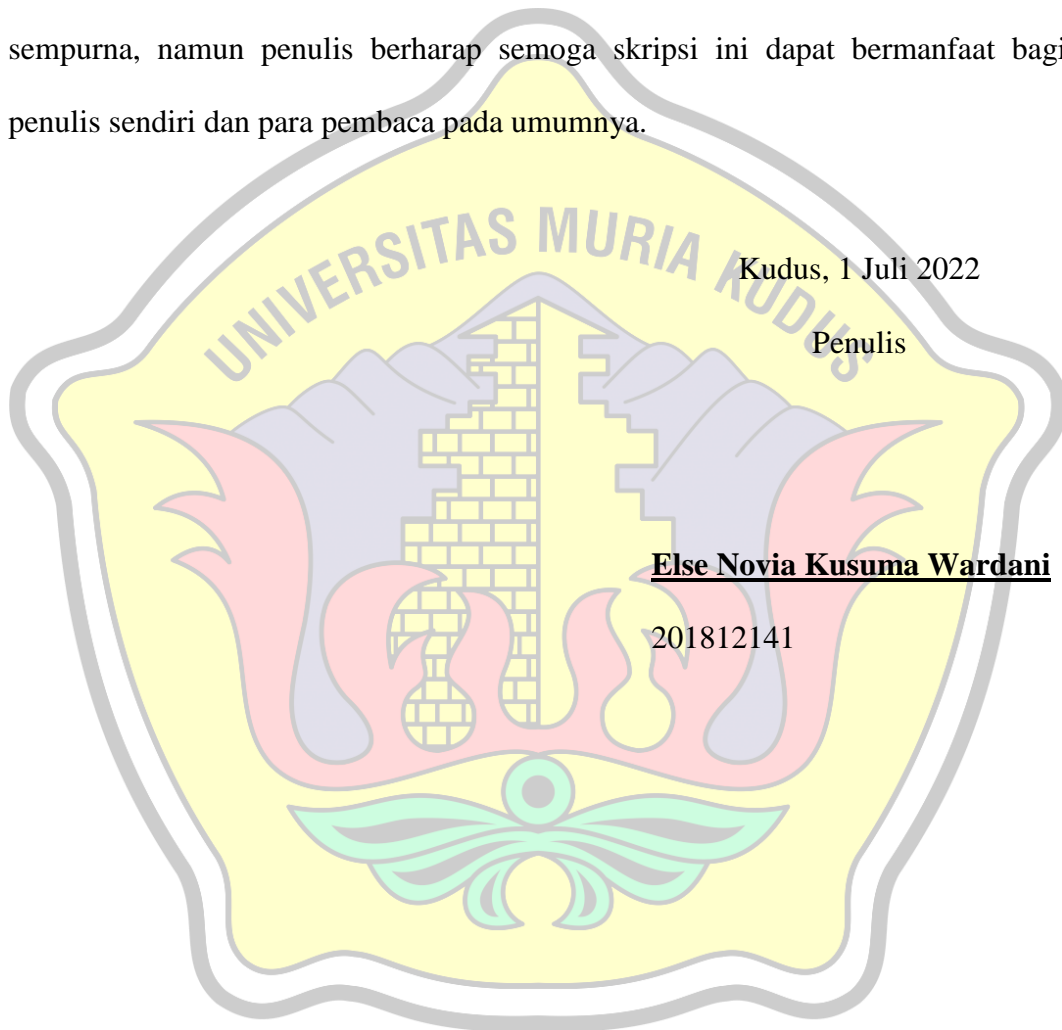 sempurna, namun penulis berharap semoga skripsi ini dapat bermanfaat bagi
penulis sendiri dan para pembaca pada umumnya.
UNIVERSITAS MURIA KUDUS
Kudus, 1 Juli 2022
Penulis
Else Novia Kusuma Wardani
201812141